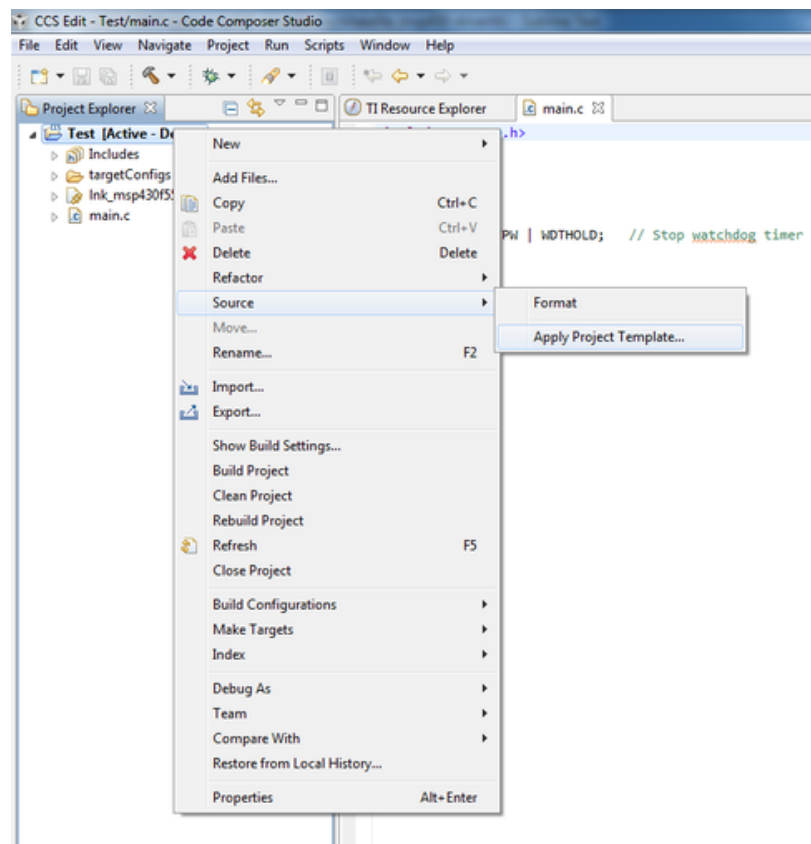 CCS Edit - Test/main.c - Code Composer Studio
File Edit View Navigate Project Run Scripts Window Help
Project Explorer TI Resource Explorer main.c
Test [Active - De
.h>
Includes
targetConfigs
lnk_msp430f55
main.c
PW | WDTHOLD; // Stop watchdog timer
New
Add Files...
Copy Ctrl+C
Paste Ctrl+V
Delete Delete
Refactor
Source
Move...
Rename... F2
Import...
Export...
Show Build Settings...
Build Project
Clean Project
Rebuild Project
Refresh F5
Close Project
Build Configurations
Make Targets
Index
Debug As
Team
Compare With
Restore from Local History...
Properties Alt+Enter
Format
Apply Project Template...